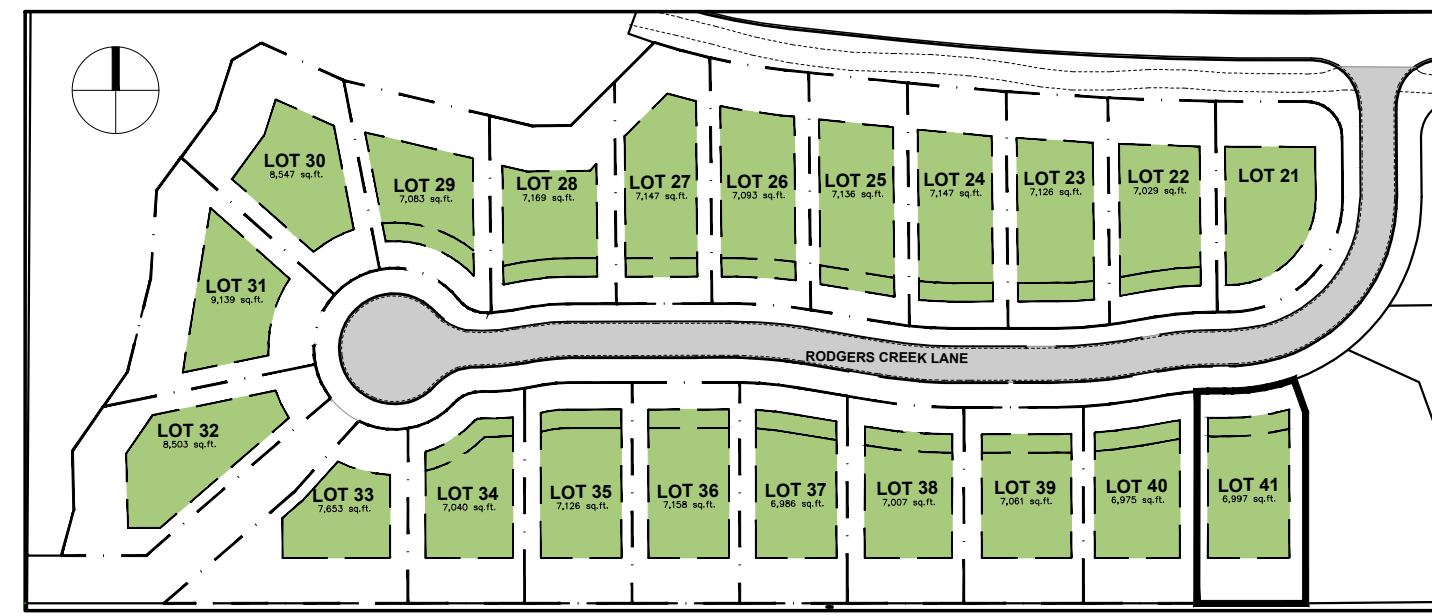 LOT 30
8,547 sq.ft.
LOT 29
7,083 sq.ft.
LOT 28
7,169 sq.ft.
LOT 27
7,147 sq.ft.
LOT 26
7,093 sq.ft.
LOT 25
7,136 sq.ft.
LOT 24
7,147 sq.ft.
LOT 23
7,126 sq.ft.
LOT 22
7,029 sq.ft.
LOT 21
LOT 31
9,139 sq.ft.
RODGERS CREEK LANE
LOT 32
8,503 sq.ft.
LOT 33
7,653 sq.ft.
LOT 34
7,040 sq.ft.
LOT 35
7,126 sq.ft.
LOT 36
7,158 sq.ft.
LOT 37
6,986 sq.ft.
LOT 38
7,007 sq.ft.
LOT 39
7,061 sq.ft.
LOT 40
6,975 sq.ft.
LOT 41
6,997 sq.ft.